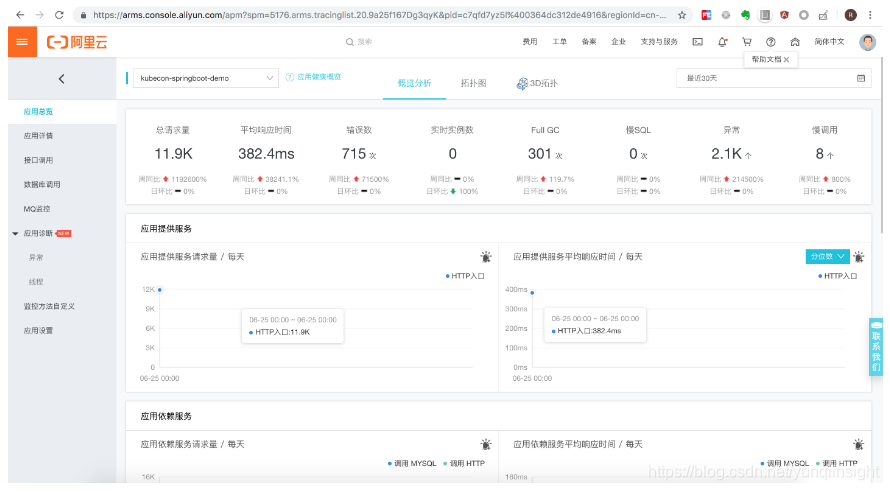 https://arms.console.aliyun.com/apm?spm=5176.arms.tracinglist.20.9a25f167Dg3qyK&pid=c7qfd7yz5l%400364dc312de4916&regionId=cn-...
阿里云 搜索 费用 工单 备案 企业 支持与服务 简体中文
帮助文档
kubecon-springboot-demo 应用健康概览 概览分析 拓扑图 3D拓扑 最近30天
应用总览
应用详情
接口调用
数据库调用
MQ监控
应用诊断 NEW
异常
线程
监控方法自定义
应用设置
总请求量 平均响应时间 错误数 实时实例数 Full GC 慢SQL 异常 慢调用
11.9K 382.4ms 715 次 0 301 次 0 次 2.1K 个 8 个
周同比 1192600% 周同比 38241.1% 周同比 71500% 周同比 0% 周同比 119.7% 周同比 0% 周同比 214500% 周同比 800%
日环比 0% 日环比 0% 日环比 0% 日环比 100% 日环比 0% 日环比 0% 日环比 0% 日环比 0%
应用提供服务
应用提供服务请求量 / 每天
HTTP入口
12K
9K
6K
3K
0
06-25 00:00
06-25 00:00 ~ 06-25 00:00
HTTP入口:11.9K
应用提供服务平均响应时间 / 每天
分位数
HTTP入口
400ms
300ms
200ms
100ms
0ms
06-25 00:00
06-25 00:00 ~ 06-25 00:00
HTTP入口:382.4ms
联系我们
应用依赖服务
应用依赖服务请求量 / 每天
调用 MYSQL 调用 HTTP
16K
应用依赖服务平均响应时间 / 每天
调用 MYSQL 调用 HTTP
160ms
https://blog.csdn.net/yunqiinsight